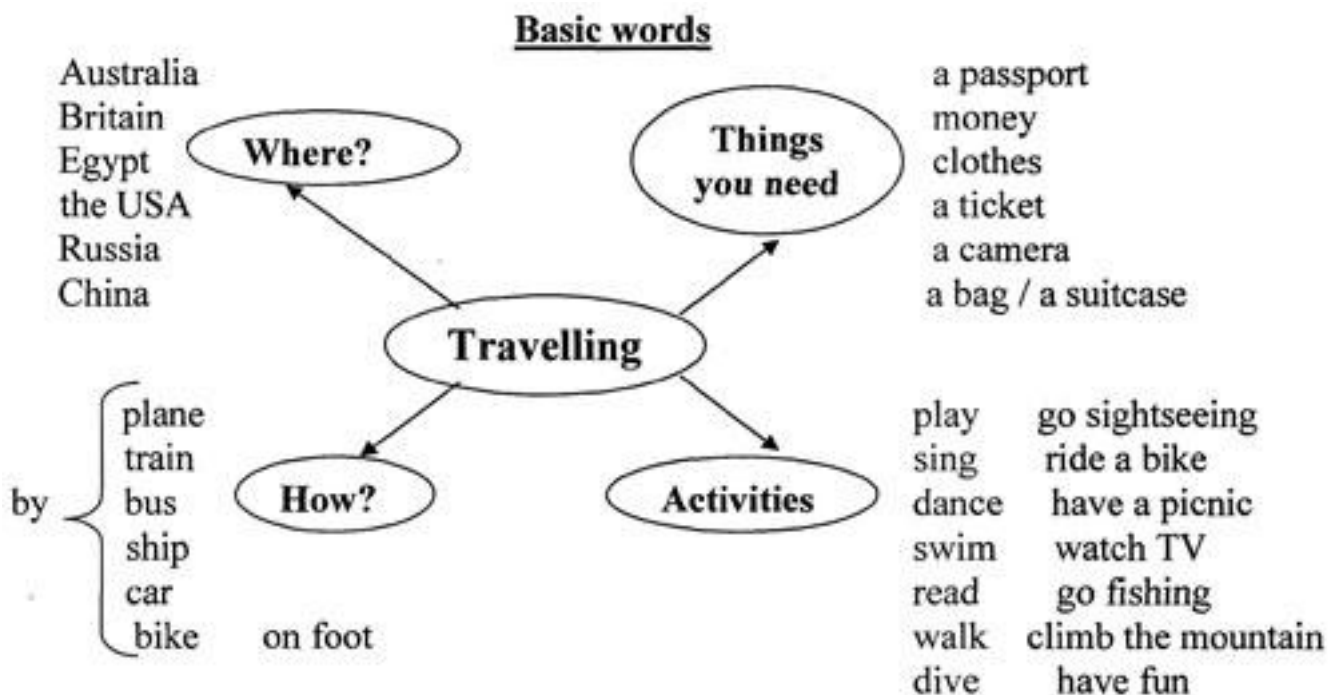 Basic words
Australia
Britain
Egypt
the USA
Russia
China
Where?
Things
you need
a passport
money
clothes
a ticket
a camera
a bag / a suitcase
Travelling
by
plane
train
bus
ship
car
bike on foot
How?
Activities
play go sightseeing
sing ride a bike
dance have a picnic
swim watch TV
read go fishing
walk climb the mountain
dive have fun